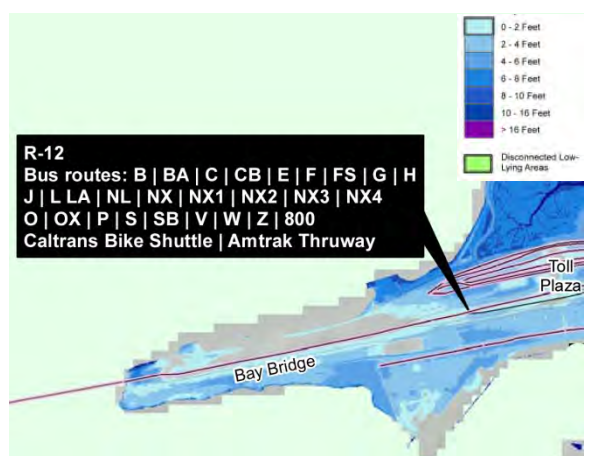 0 - 2 Feet
2 - 4 Feet
4 - 6 Feet
6 - 8 Feet
8 - 10 Feet
10 - 16 Feet
> 16 Feet
Disconnected Low-
Lying Areas
R-12
Bus routes: B | BA | C | CB | E | F | FS | G | H
J | L LA | NL | NX | NX1 | NX2 | NX3 | NX4
O | OX | P | S | SB | V | W | Z | 800
Caltrans Bike Shuttle | Amtrak Thruway
Toll
Plaza
Bay Bridge